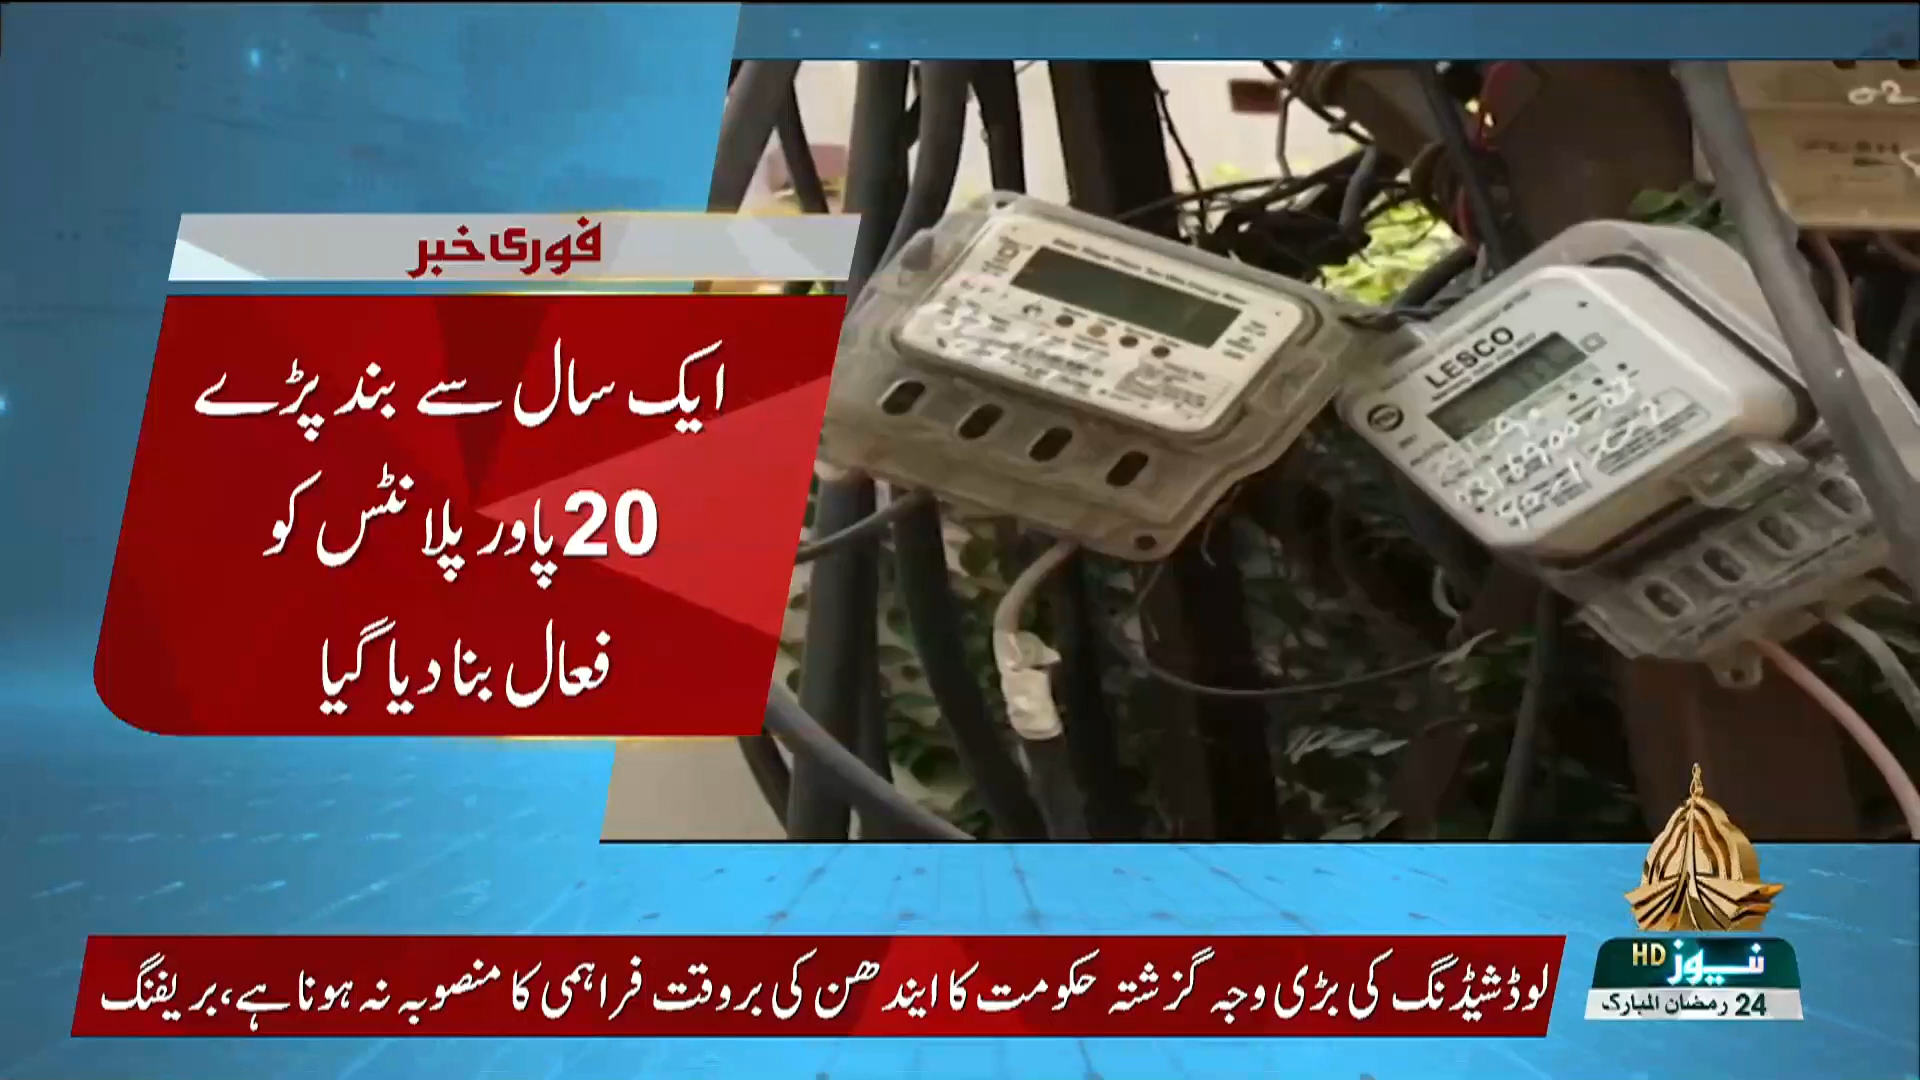 فوری خبر
ایک سال سے بند پڑے
20 پاور پلانٹس کو
فعال بنا دیا گیا
LESCO
02
لوڈشیڈنگ کی بڑی وجہ گزشتہ حکومت کا ایندھن کی بروقت فراہمی کا منصوبہ نہ ہونا ہے، بریفنگ
نیوز HD
24 رمضان المبارک